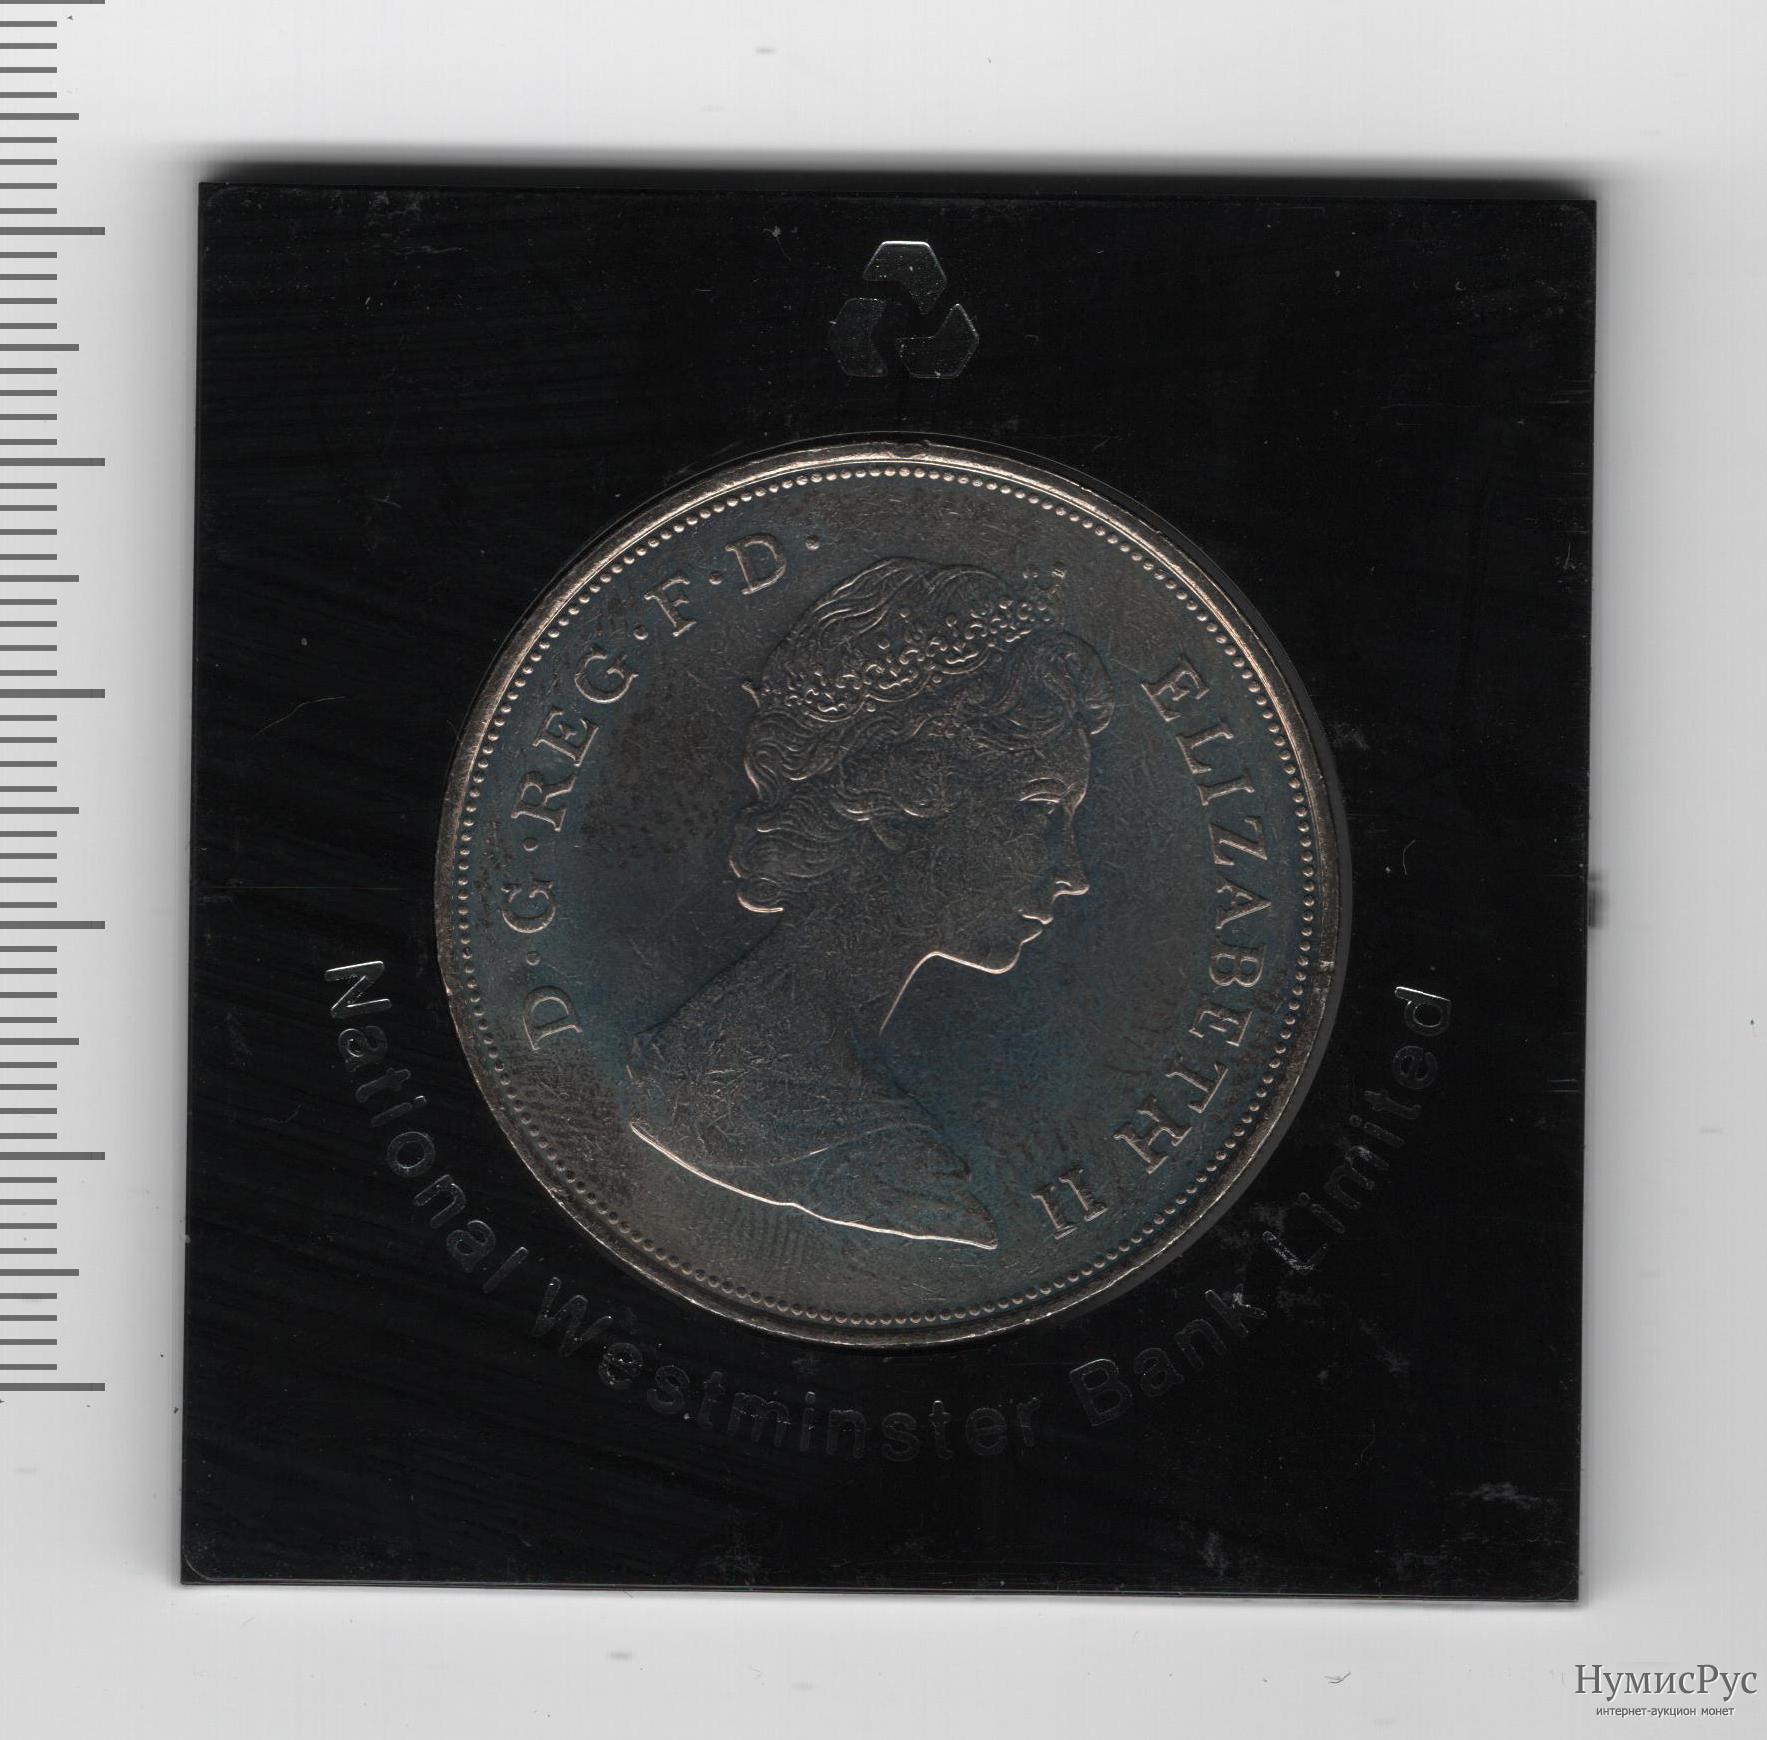 D·G·REG·F·D·
ELIZABETH II
National Westminster Bank Limited
НумисРус
интернет-аукцион монет